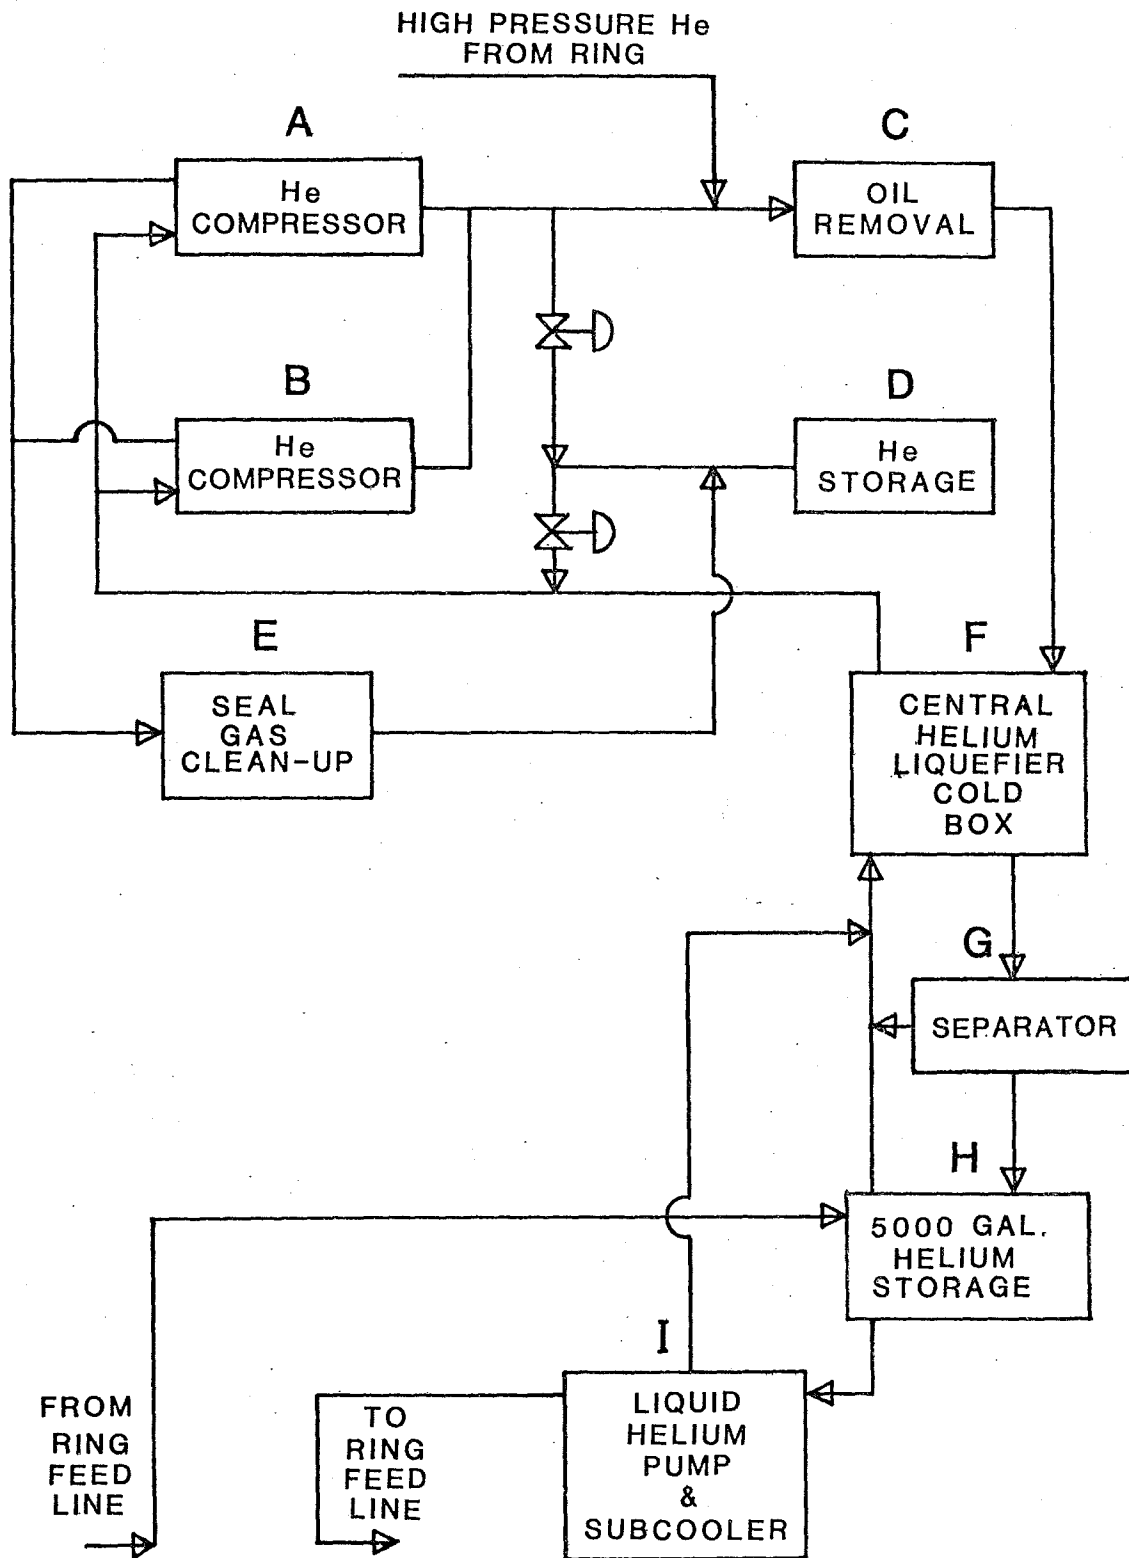 HIGH PRESSURE He
FROM RING
A
He
COMPRESSOR
C
OIL
REMOVAL
B
He
COMPRESSOR
D
He
STORAGE
E
SEAL
GAS
CLEAN-UP
F
CENTRAL
HELIUM
LIQUEFIER
COLD
BOX
G
SEPARATOR
H
5000 GAL.
HELIUM
STORAGE
I
LIQUID
HELIUM
PUMP
&
SUBCOOLER
FROM
RING
FEED
LINE
TO
RING
FEED
LINE